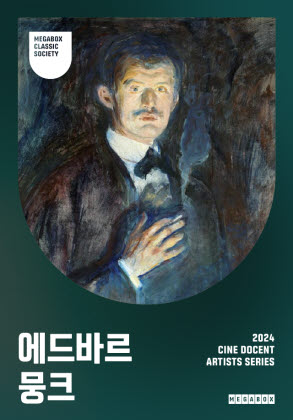 MEGABOX
CLASSIC
SOCIETY
에드바르
뭉크
2024
CINE DOCENT
ARTISTS SERIES
MEGABOX